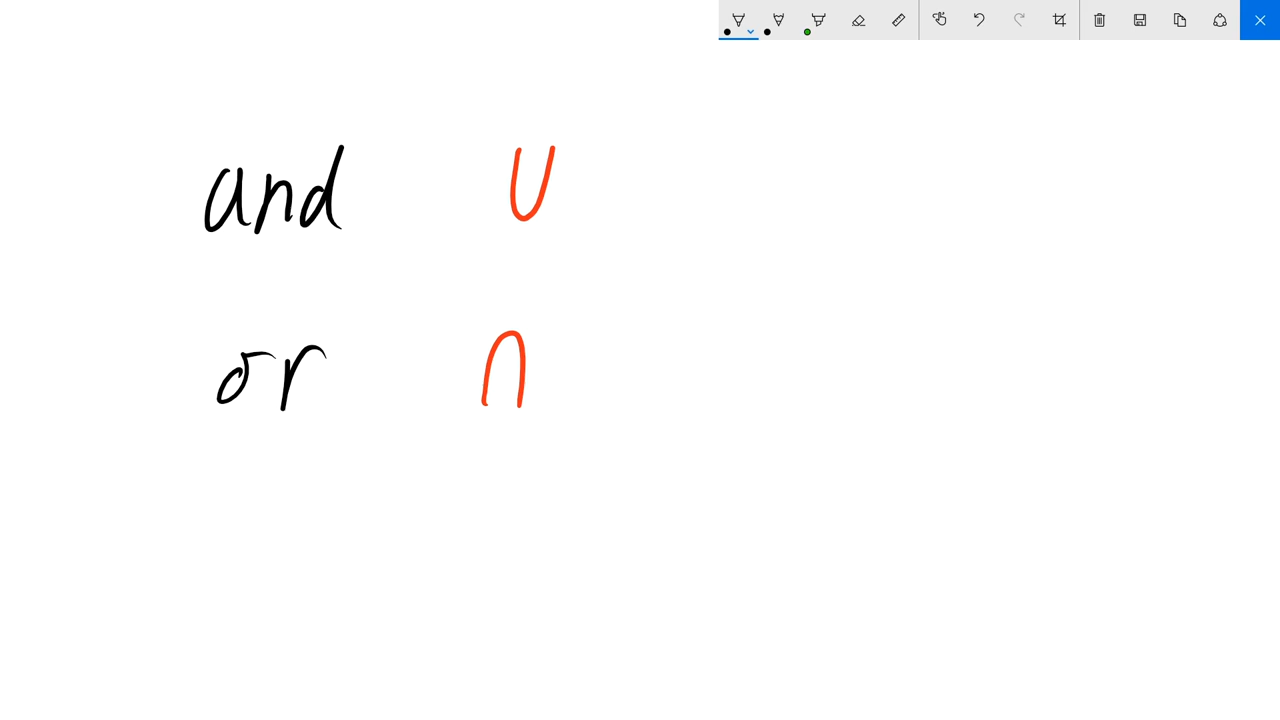 and U
or ∩